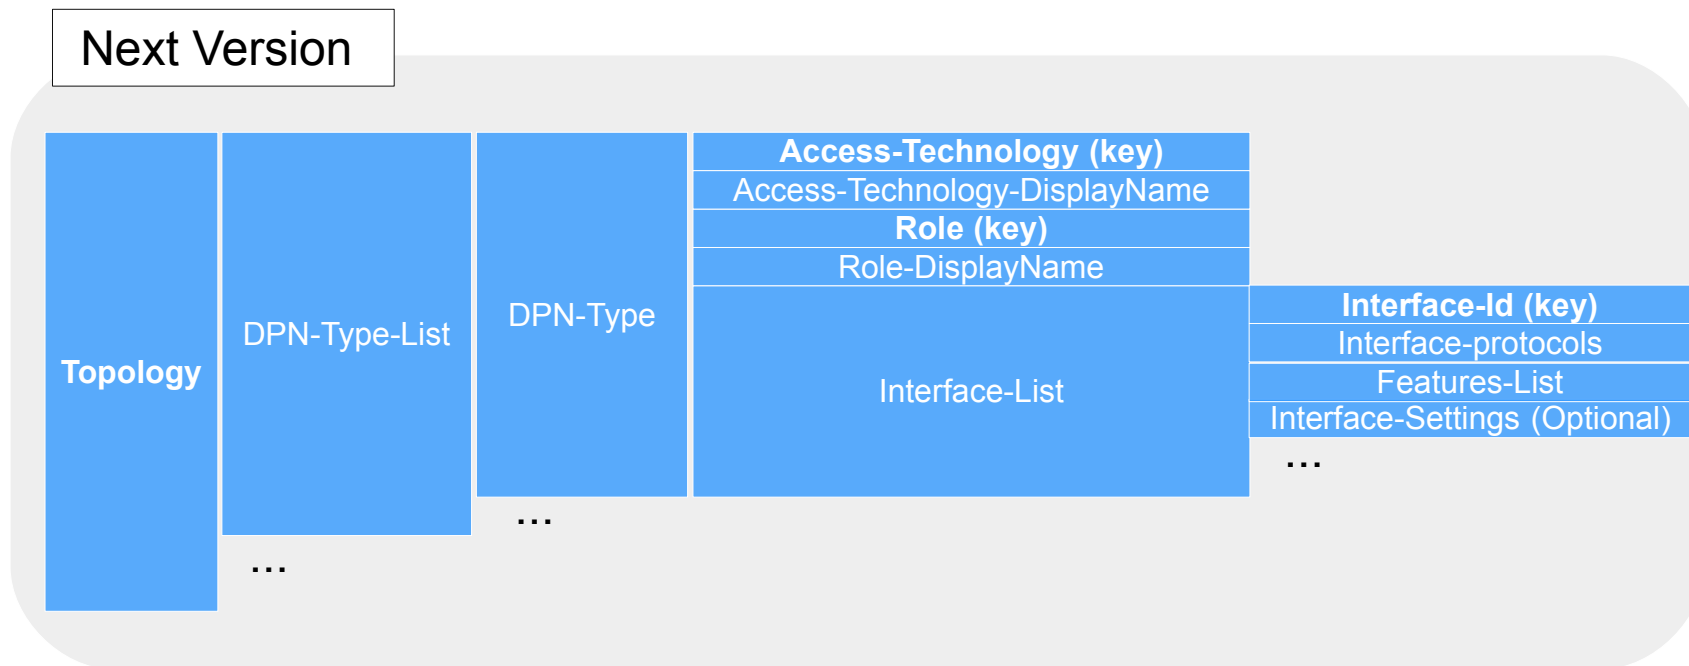 Next Version
Topology
DPN-Type-List
...
DPN-Type
...
Access-Technology (key)
Access-Technology-DisplayName
Role (key)
Role-DisplayName
Interface-List
Interface-Id (key)
Interface-protocols
Features-List
Interface-Settings (Optional)
...